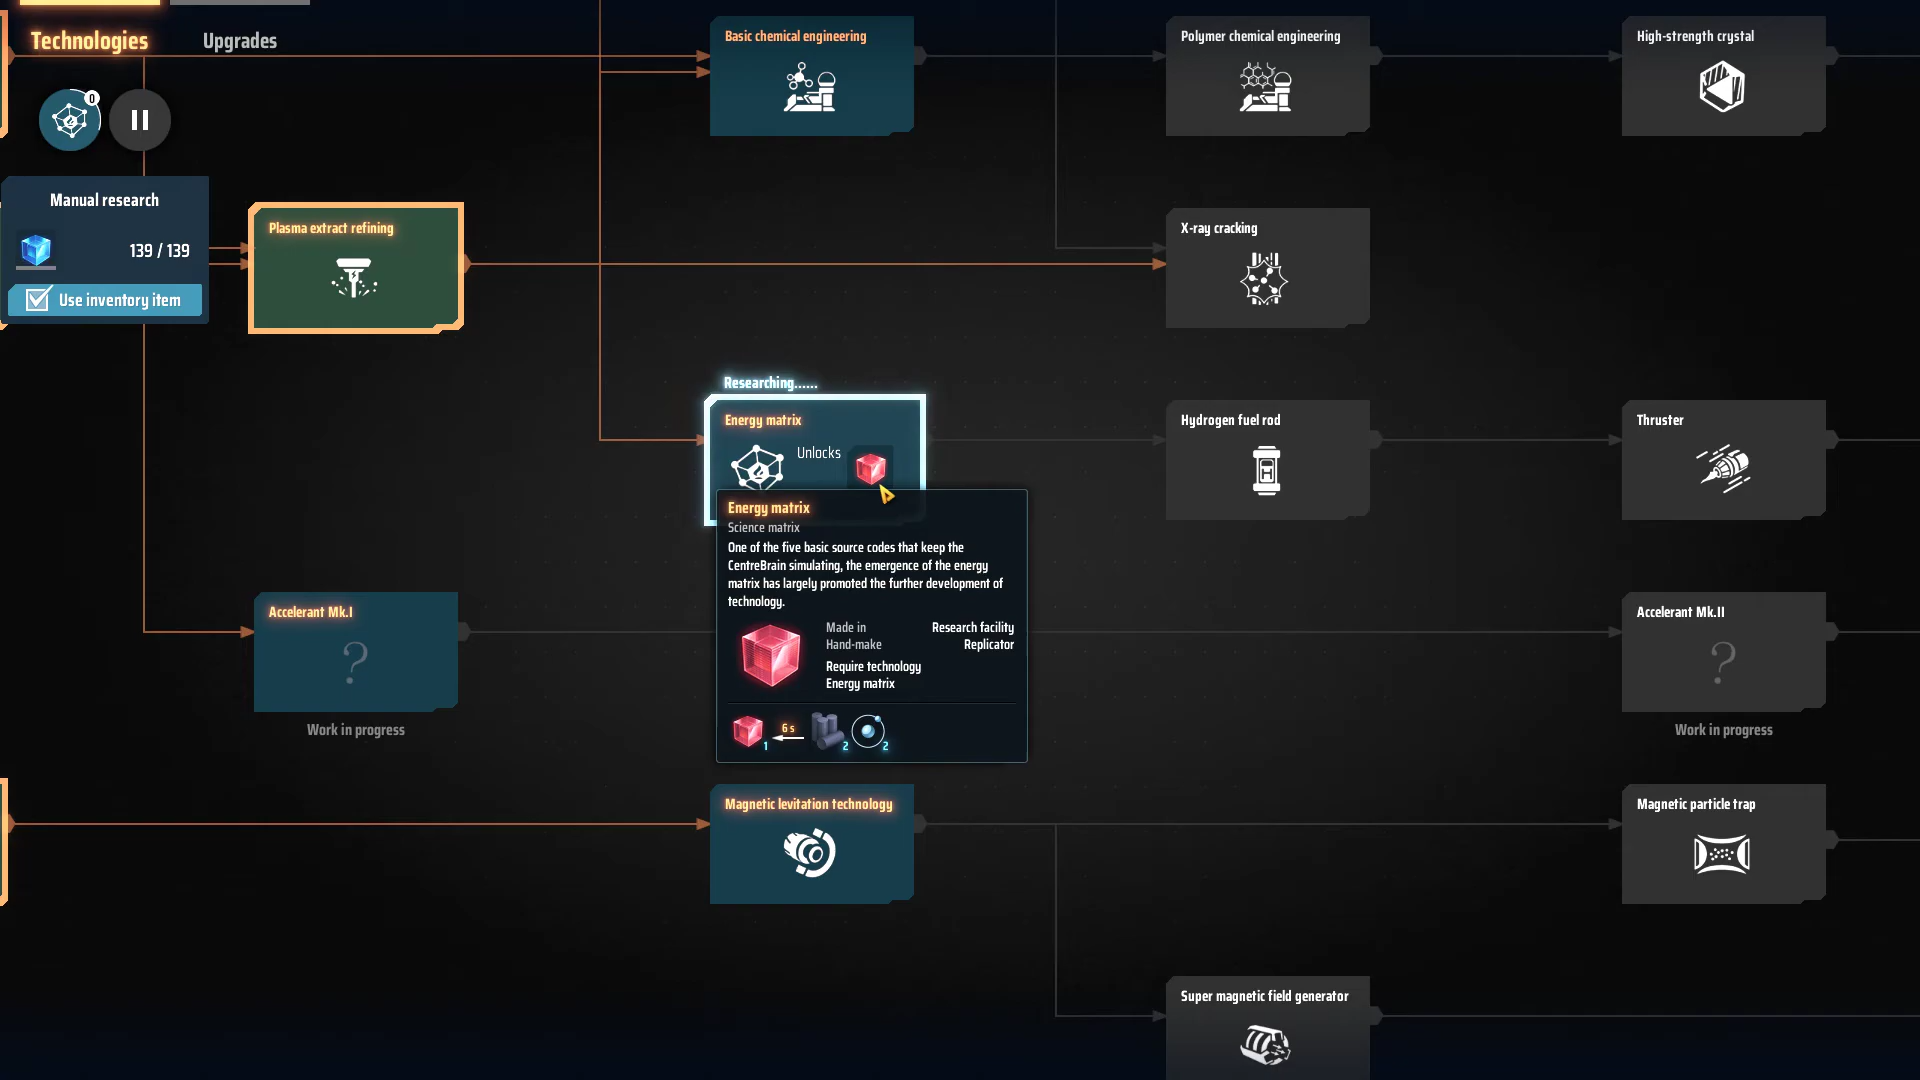 Technologies
Upgrades
0
Manual research
139 / 139
Use inventory item
Basic chemical engineering
Polymer chemical engineering
High-strength crystal
Plasma extract refining
X-ray cracking
Researching......
Energy matrix
Unlocks
Hydrogen fuel rod
Thruster
Energy matrix
Science matrix
One of the five basic source codes that keep the
CentreBrain simulating, the emergence of the energy
matrix has largely promoted the further development of
technology.
Made in Research facility
Hand-make Replicator
Require technology
Energy matrix
6 s
1 2 2
Accelerant Mk.I
?
Work in progress
Accelerant Mk.II
?
Work in progress
Magnetic levitation technology
Magnetic particle trap
Super magnetic field generator